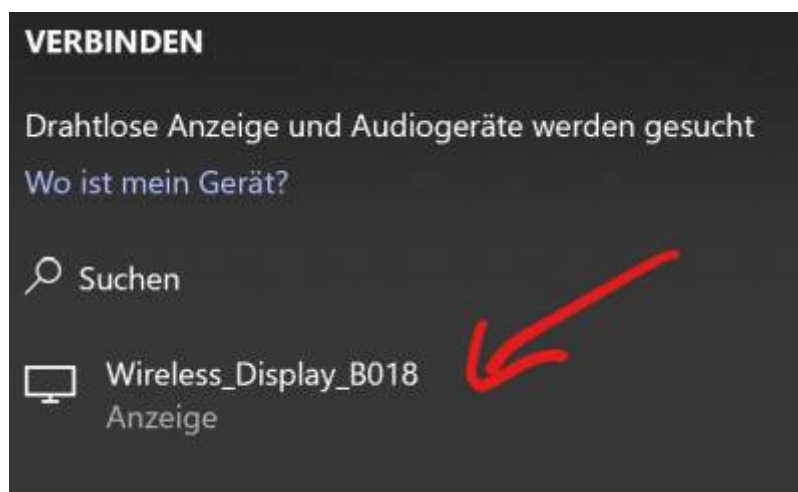 VERBINDEN
Drahtlose Anzeige und Audiogeräte werden gesucht
Wo ist mein Gerät?
Suchen
Wireless_Display_B018
Anzeige